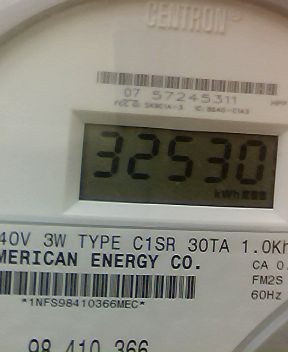 CENTRON®
07 57245311
32530
kWh
40V 3W TYPE C1SR 30TA 1.0Kh
MERICAN ENERGY CO.
CA 0.
FM2S
60Hz
*1NFS98410366MEC*
98 410 366